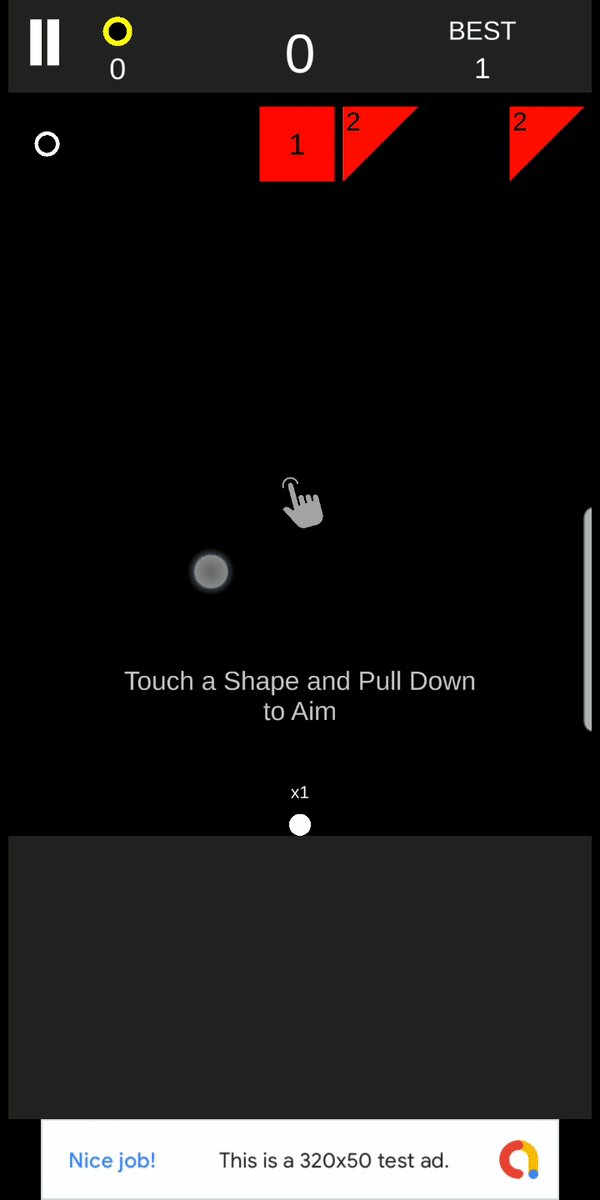 BEST
0
0
1
1
2
2
Touch a Shape and Pull Down
to Aim
x1
Nice job!
This is a 320x50 test ad.